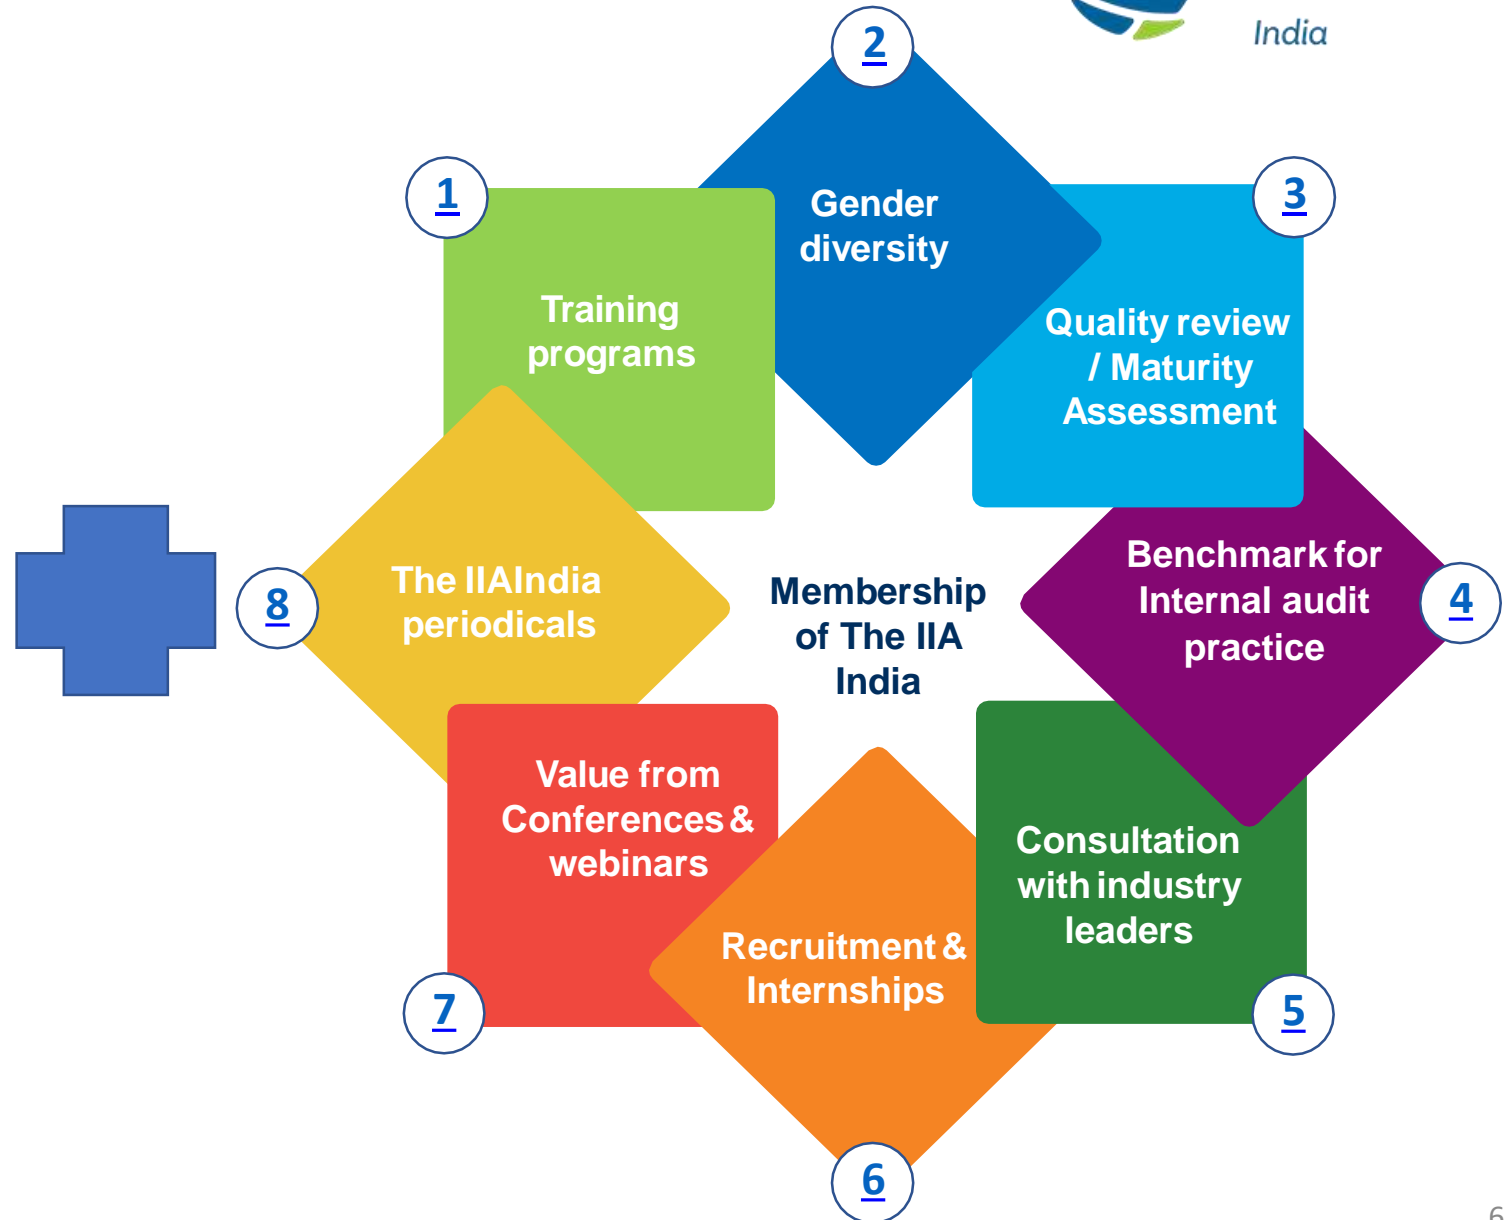 India
2
1
3
Gender
diversity
Training
programs
Quality review
/ Maturity
Assessment
Benchmark for
Internal audit
practice
4
The IIAIndia
periodicals
8
Membership
of The IIA
India
Value from
Conferences &
webinars
Consultation
with industry
leaders
Recruitment &
Internships
7
5
6
6